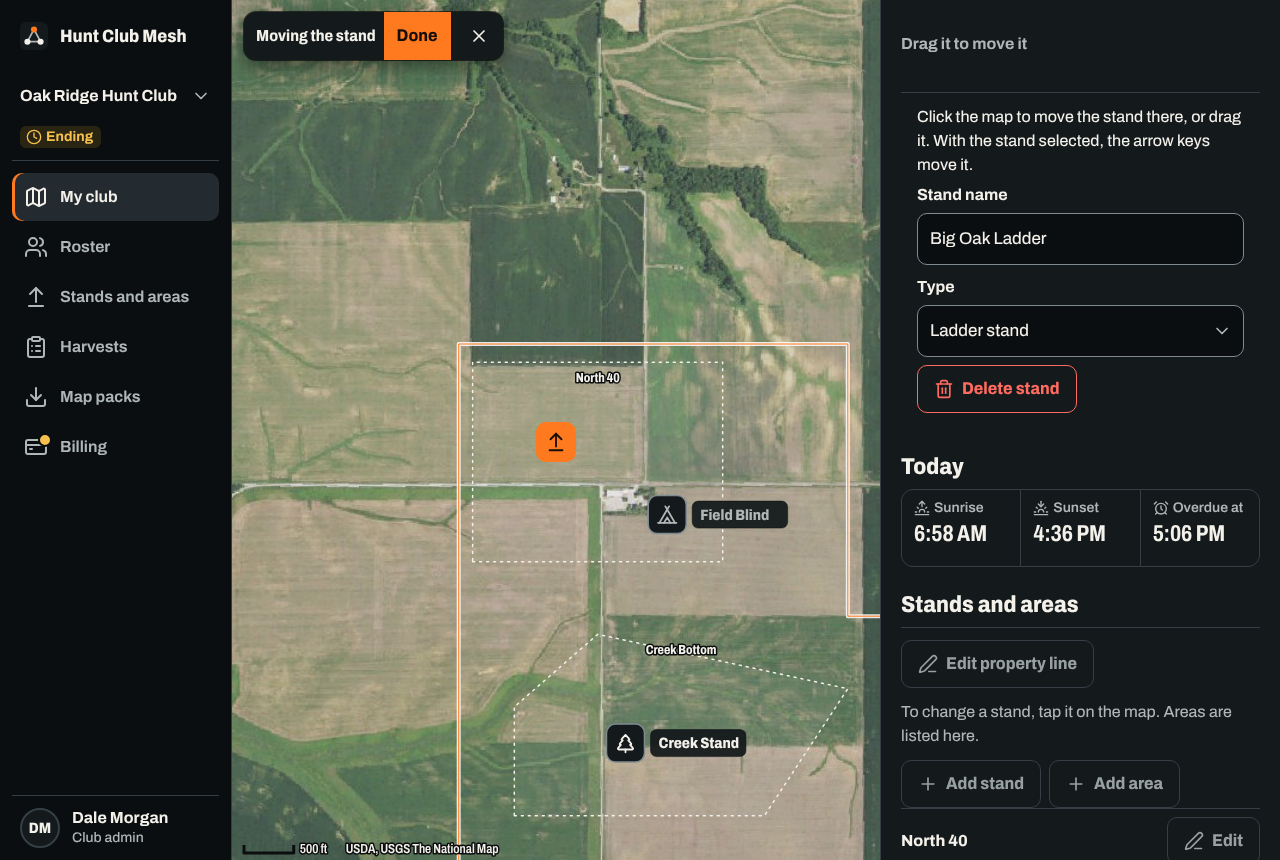 Hunt Club Mesh
Oak Ridge Hunt Club
Ending
My club
Roster
Stands and areas
Harvests
Map packs
Billing
DM
Dale Morgan
Club admin
Moving the stand
Done
North 40
Field Blind
Creek Bottom
Creek Stand
500 ft
USDA, USGS The National Map
Drag it to move it
Click the map to move the stand there, or drag
it. With the stand selected, the arrow keys
move it.
Stand name
Big Oak Ladder
Type
Ladder stand
Delete stand
Today
Sunrise
6:58 AM
Sunset
4:36 PM
Overdue at
5:06 PM
Stands and areas
Edit property line
To change a stand, tap it on the map. Areas are
listed here.
Add stand
Add area
North 40
Edit